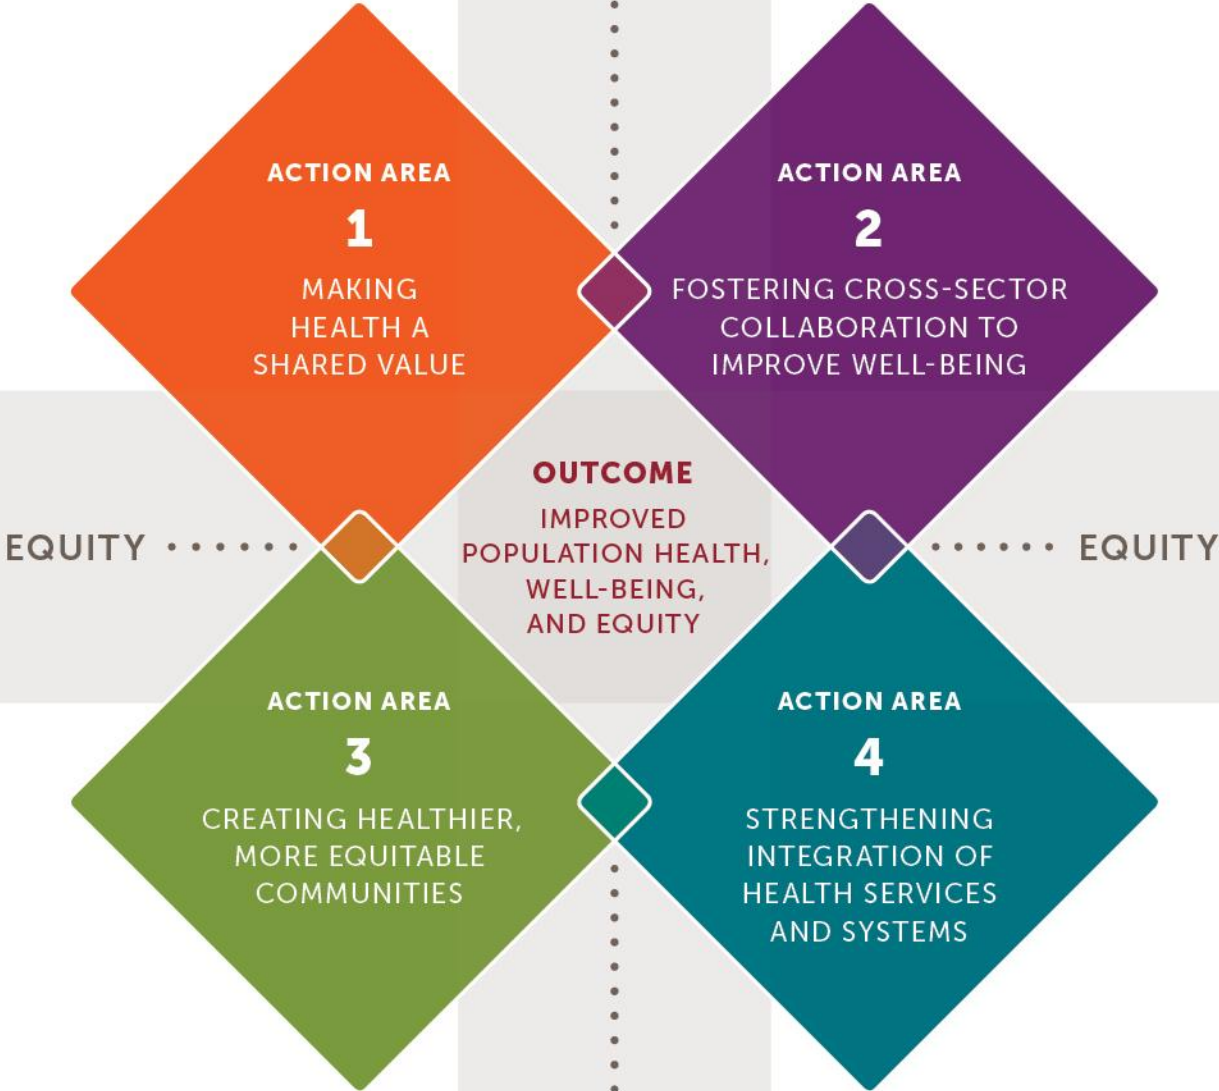 ACTION AREA
1
MAKING
HEALTH A
SHARED VALUE
ACTION AREA
2
FOSTERING CROSS-SECTOR
COLLABORATION TO
IMPROVE WELL-BEING
EQUITY
OUTCOME
IMPROVED
POPULATION HEALTH,
WELL-BEING,
AND EQUITY
EQUITY
ACTION AREA
3
CREATING HEALTHIER,
MORE EQUITABLE
COMMUNITIES
ACTION AREA
4
STRENGTHENING
INTEGRATION OF
HEALTH SERVICES
AND SYSTEMS